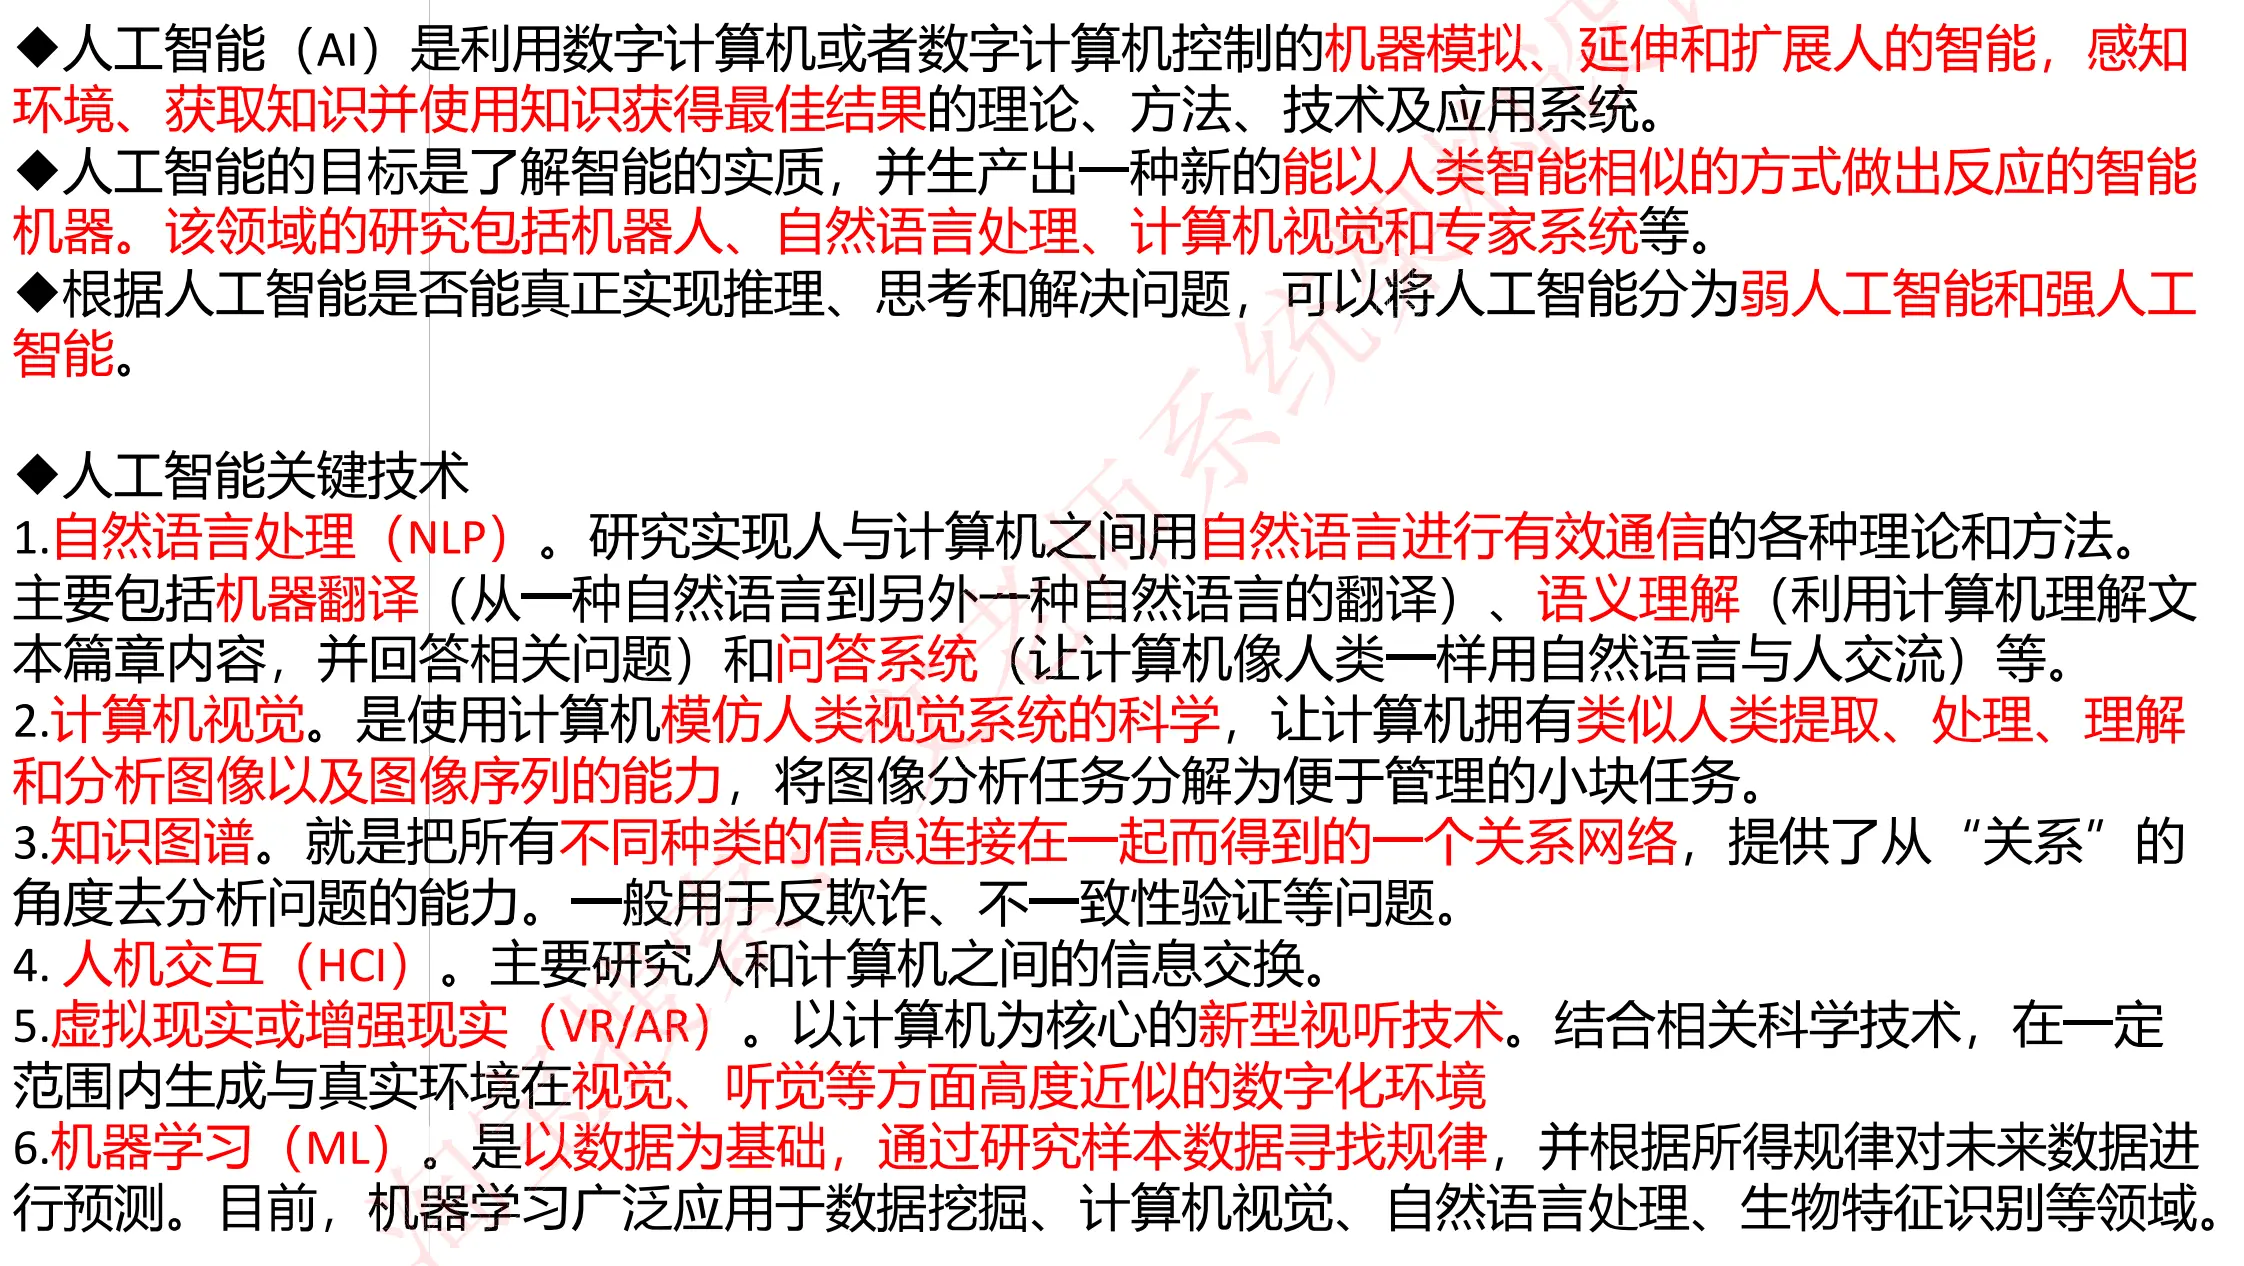 ◆人工智能（AI）是利用数字计算机或者数字计算机控制的机器模拟、延伸和扩展人的智能，感知
环境、获取知识并使用知识获得最佳结果的理论、方法、技术及应用系统。
◆人工智能的目标是了解智能的实质，并生产出一种新的能以人类智能相似的方式做出反应的智能
机器。该领域的研究包括机器人、自然语言处理、计算机视觉和专家系统等。
◆根据人工智能是否能真正实现推理、思考和解决问题，可以将人工智能分为弱人工智能和强人工
智能。
◆人工智能关键技术
1.自然语言处理（NLP）。研究实现人与计算机之间用自然语言进行有效通信的各种理论和方法。
主要包括机器翻译（从一种自然语言到另外一种自然语言的翻译）、语义理解（利用计算机理解文
本篇章内容，并回答相关问题）和问答系统（让计算机像人类一样用自然语言与人交流）等。
2.计算机视觉。是使用计算机模仿人类视觉系统的科学，让计算机拥有类似人类提取、处理、理解
和分析图像以及图像序列的能力，将图像分析任务分解为便于管理的小块任务。
3.知识图谱。就是把所有不同种类的信息连接在一起而得到的一个关系网络，提供了从“关系”的
角度去分析问题的能力。一般用于反欺诈、不一致性验证等问题。
4. 人机交互（HCI）。主要研究人和计算机之间的信息交换。
5.虚拟现实或增强现实（VR/AR）。以计算机为核心的新型视听技术。结合相关科学技术，在一定
范围内生成与真实环境在视觉、听觉等方面高度近似的数字化环境
6.机器学习（ML）。是以数据为基础，通过研究样本数据寻找规律，并根据所得规律对未来数据进
行预测。目前，机器学习广泛应用于数据挖掘、计算机视觉、自然语言处理、生物特征识别等领域。